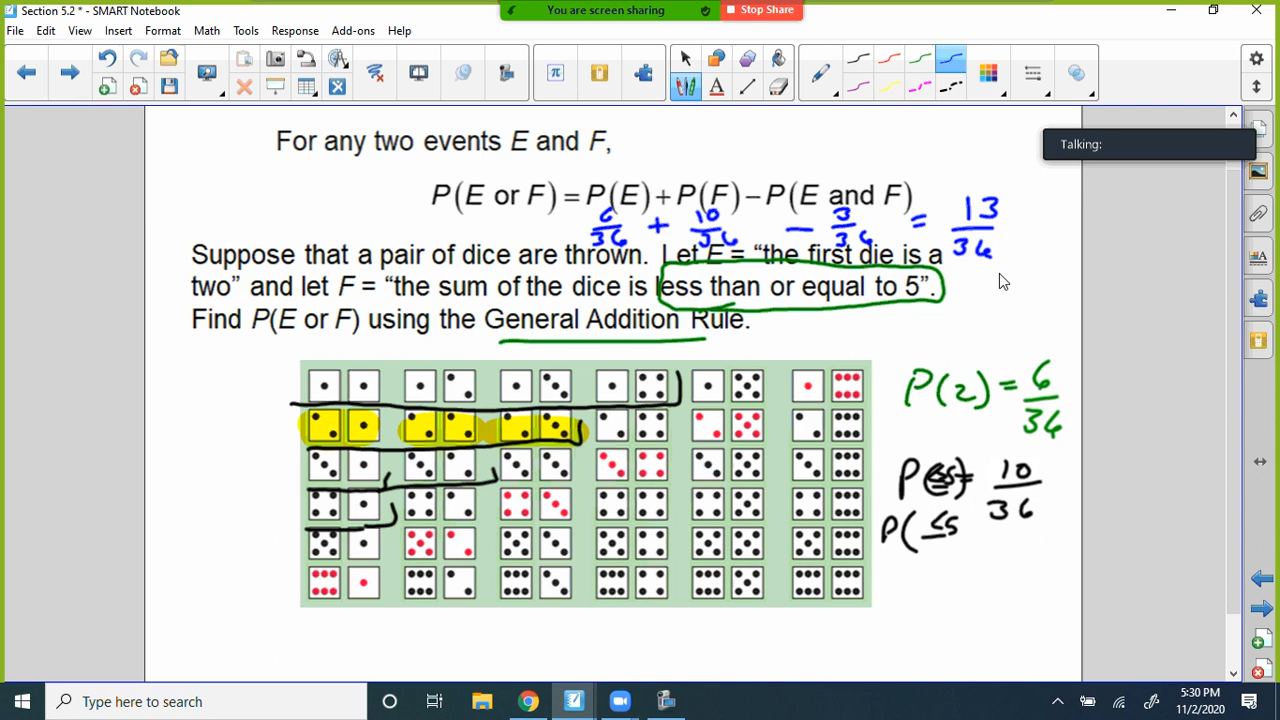 Section 5.2 * - SMART Notebook
You are screen sharing
Stop Share
File Edit View Insert Format Math Tools Response Add-ons Help
Talking:
For any two events E and F,
P(E or F) = P(E) + P(F) − P(E and F)
6/36 + 10/36 − 3/36 = 13/36
Suppose that a pair of dice are thrown. Let E = “the first die is a
two” and let F = “the sum of the dice is less than or equal to 5”.
Find P(E or F) using the General Addition Rule.
P(2) = 6/36
P(≤5) = 10/36
P(≤5
Type here to search
5:30 PM
11/2/2020